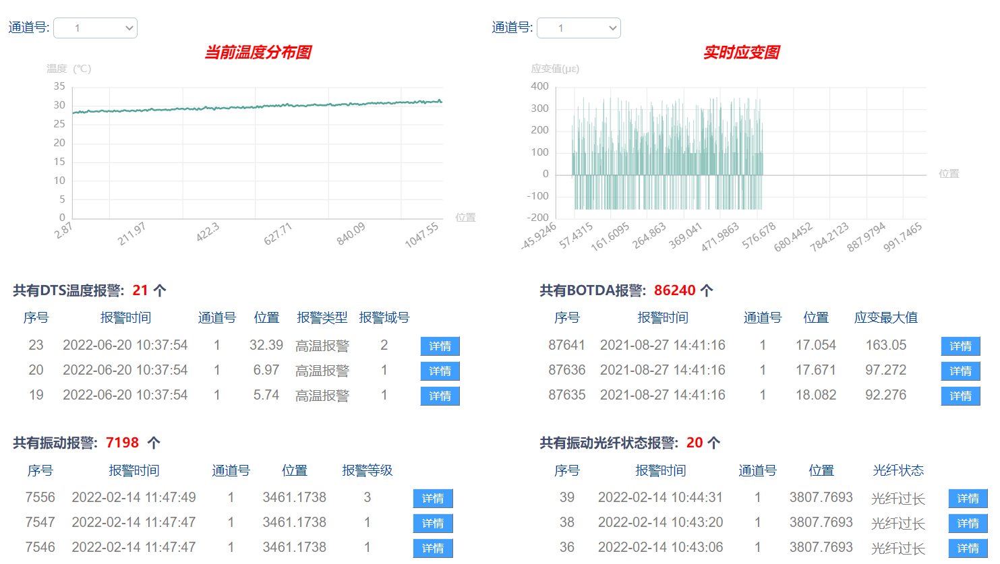 通道号: 1
当前温度分布图
温度（℃）
35
30
25
20
15
10
5
0
2.87 211.97 422.3 627.71 840.09 1047.55
位置
通道号: 1
实时应变图
应变值(με)
400
300
200
100
0
-100
-200
位置
-45.9246 57.4315 161.6095 264.863 369.041 471.9863 576.678 680.4452 784.2123 887.9794 991.7465
共有DTS温度报警: 21 个
序号 报警时间 通道号 位置 报警类型 报警域号
23 2022-06-20 10:37:54 1 32.39 高温报警 2 详情
20 2022-06-20 10:37:54 1 6.97 高温报警 1 详情
19 2022-06-20 10:37:54 1 5.74 高温报警 1 详情
共有BOTDA报警: 86240 个
序号 报警时间 通道号 位置 应变最大值
87641 2021-08-27 14:41:16 1 17.054 163.05 详情
87636 2021-08-27 14:41:16 1 17.671 97.272 详情
87635 2021-08-27 14:41:16 1 18.082 92.276 详情
共有振动报警: 7198 个
序号 报警时间 通道号 位置 报警等级
7556 2022-02-14 11:47:49 1 3461.1738 3 详情
7547 2022-02-14 11:47:47 1 3461.1738 1 详情
7546 2022-02-14 11:47:47 1 3461.1738 1 详情
共有振动光纤状态报警: 20 个
序号 报警时间 通道号 位置 光纤状态
39 2022-02-14 10:44:31 1 3807.7693 光纤过长 详情
38 2022-02-14 10:43:20 1 3807.7693 光纤过长 详情
36 2022-02-14 10:43:06 1 3807.7693 光纤过长 详情